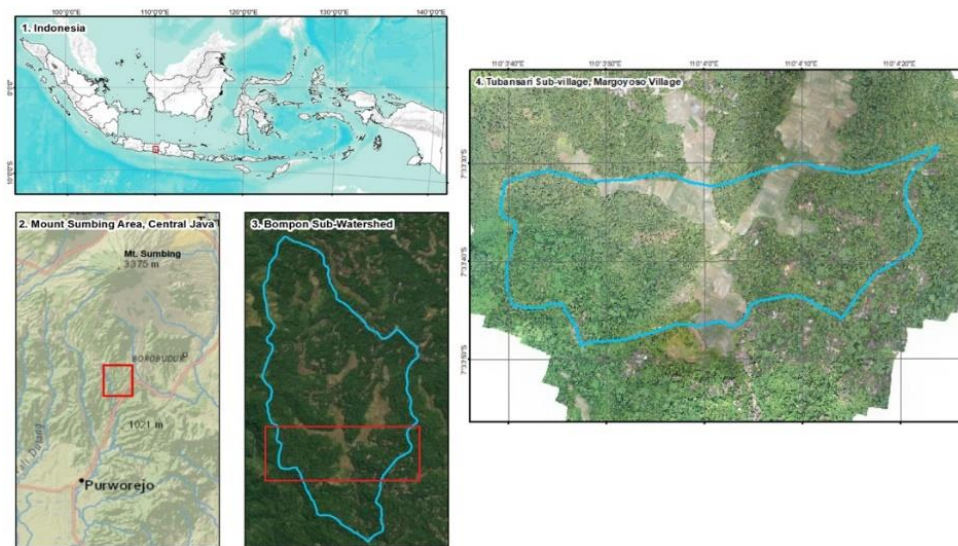 1. Indonesia
100°0'0"E 110°0'0"E 120°0'0"E 130°0'0"E 140°0'0"E
0°0'0"
10°0'0"S
2. Mount Sumbing Area, Central Java
Mt. Sumbing
3375 m
BOROBUDUR
1021 m
Purworejo
3. Bompon Sub-Watershed
4. Tubansari Sub-village, Margoyoso Village
110°3'40"E 110°3'50"E 110°4'0"E 110°4'10"E 110°4'20"E
7°33'30"S
7°33'40"S
7°33'50"S